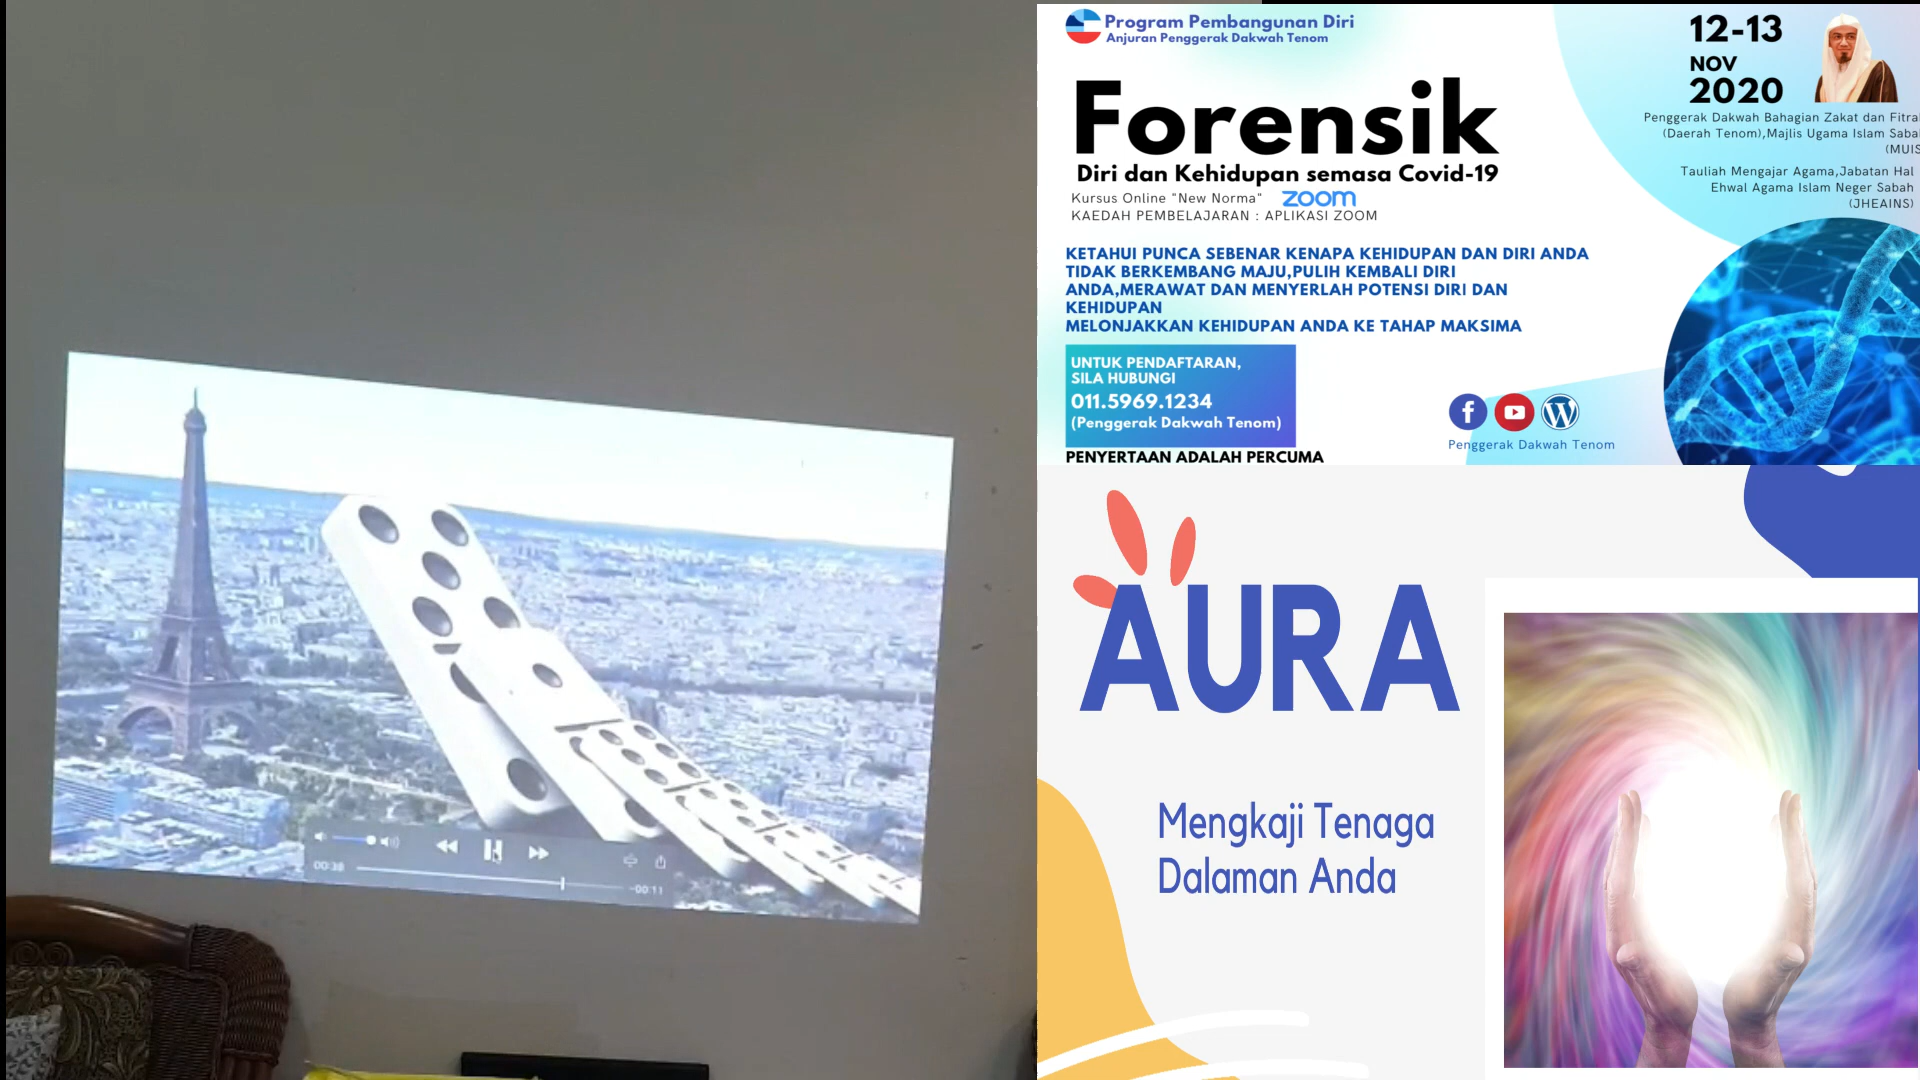 Program Pembangunan Diri
Anjuran Penggerak Dakwah Tenom
12-13
NOV
2020
Forensik
Diri dan Kehidupan semasa Covid-19
Kursus Online "New Norma" zoom
KAEDAH PEMBELAJARAN : APLIKASI ZOOM
Penggerak Dakwah Bahagian Zakat dan Fitra
(Daerah Tenom),Majlis Ugama Islam Saba
(MUIS
Tauliah Mengajar Agama,Jabatan Hal
Ehwal Agama Islam Neger Sabah
(JHEAINS)
KETAHUI PUNCA SEBENAR KENAPA KEHIDUPAN DAN DIRI ANDA
TIDAK BERKEMBANG MAJU,PULIH KEMBALI DIRI
ANDA,MERAWAT DAN MENYERLAH POTENSI DIRI DAN
KEHIDUPAN
MELONJAKKAN KEHIDUPAN ANDA KE TAHAP MAKSIMA
UNTUK PENDAFTARAN,
SILA HUBUNGI
011.5969.1234
(Penggerak Dakwah Tenom)
PENYERTAAN ADALAH PERCUMA
Penggerak Dakwah Tenom
AURA
Mengkaji Tenaga
Dalaman Anda
00:38
-00:11